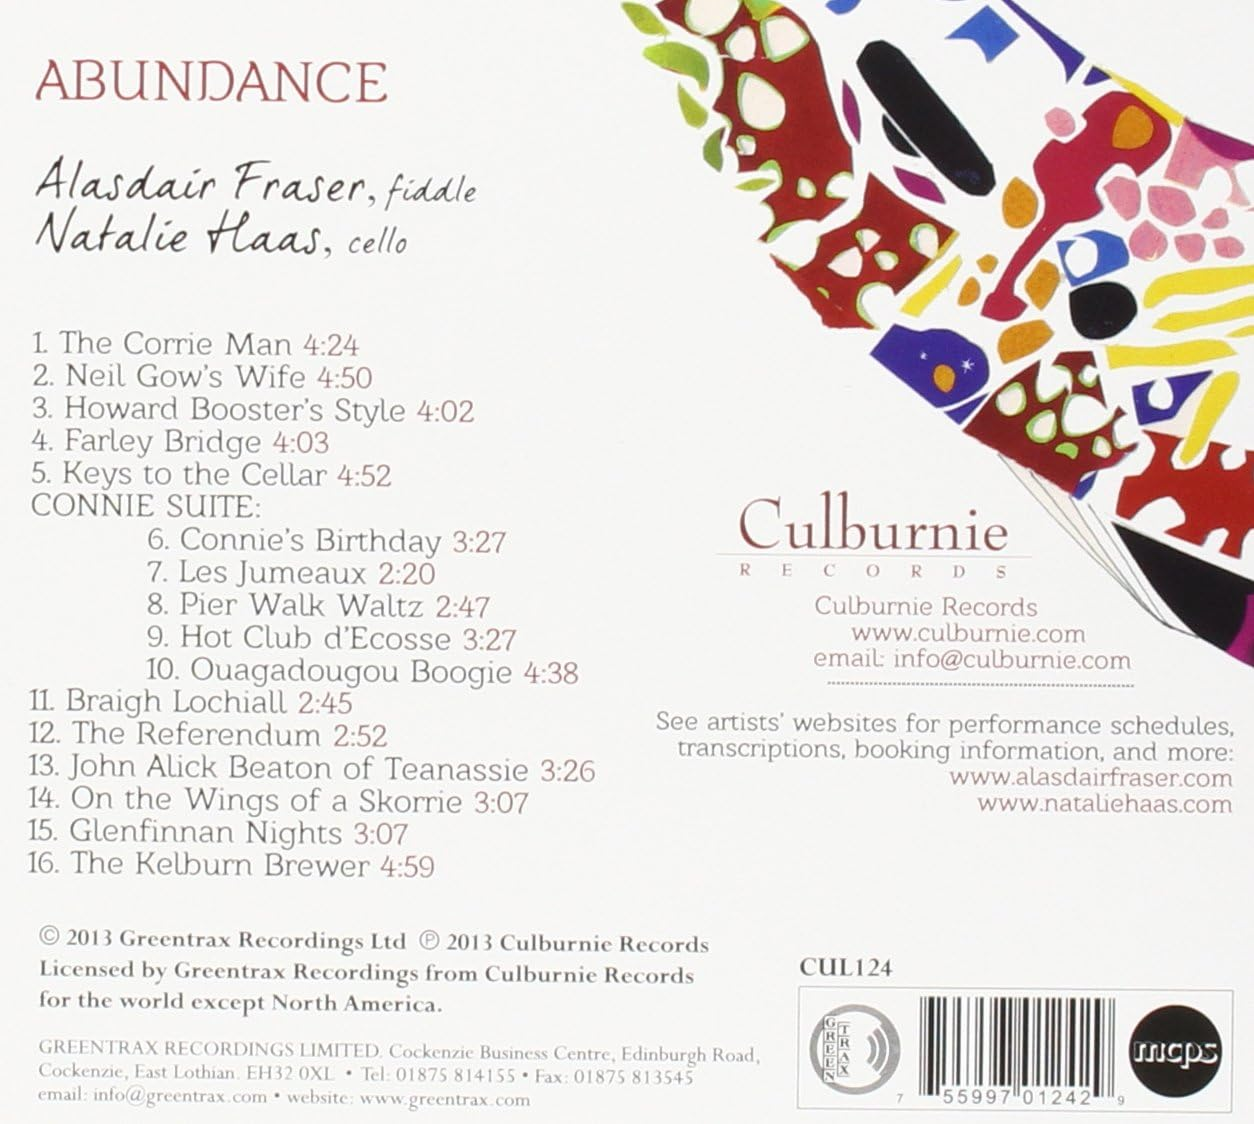 ABUNDANCE
Alasdair Fraser, fiddle
Natalie Haas, cello
1. The Corrie Man 4:24
2. Neil Gow's Wife 4:50
3. Howard Booster's Style 4:02
4. Farley Bridge 4:03
5. Keys to the Cellar 4:52
CONNIE SUITE:
6. Connie's Birthday 3:27
7. Les Jumeaux 2:20
8. Pier Walk Waltz 2:47
9. Hot Club d'Ecosse 3:27
10. Ouagadougou Boogie 4:38
11. Braigh Lochiall 2:45
12. The Referendum 2:52
13. John Alick Beaton of Teanassie 3:26
14. On the Wings of a Skorrie 3:07
15. Glenfinnan Nights 3:07
16. The Kelburn Brewer 4:59
Culburnie
RECORDS
Culburnie Records
www.culburnie.com
email: info@culburnie.com
See artists' websites for performance schedules,
transcriptions, booking information, and more:
www.alasdairfraser.com
www.nataliehaas.com
© 2013 Greentrax Recordings Ltd ℗ 2013 Culburnie Records
Licensed by Greentrax Recordings from Culburnie Records
for the world except North America.
GREENTRAX RECORDINGS LIMITED. Cockenzie Business Centre, Edinburgh Road,
Cockenzie, East Lothian. EH32 0XL • Tel: 01875 814155 • Fax: 01875 813545
email: info@greentrax.com • website: www.greentrax.com
CUL124
GREEN
TRAX
7 55997 01242 9
mcps